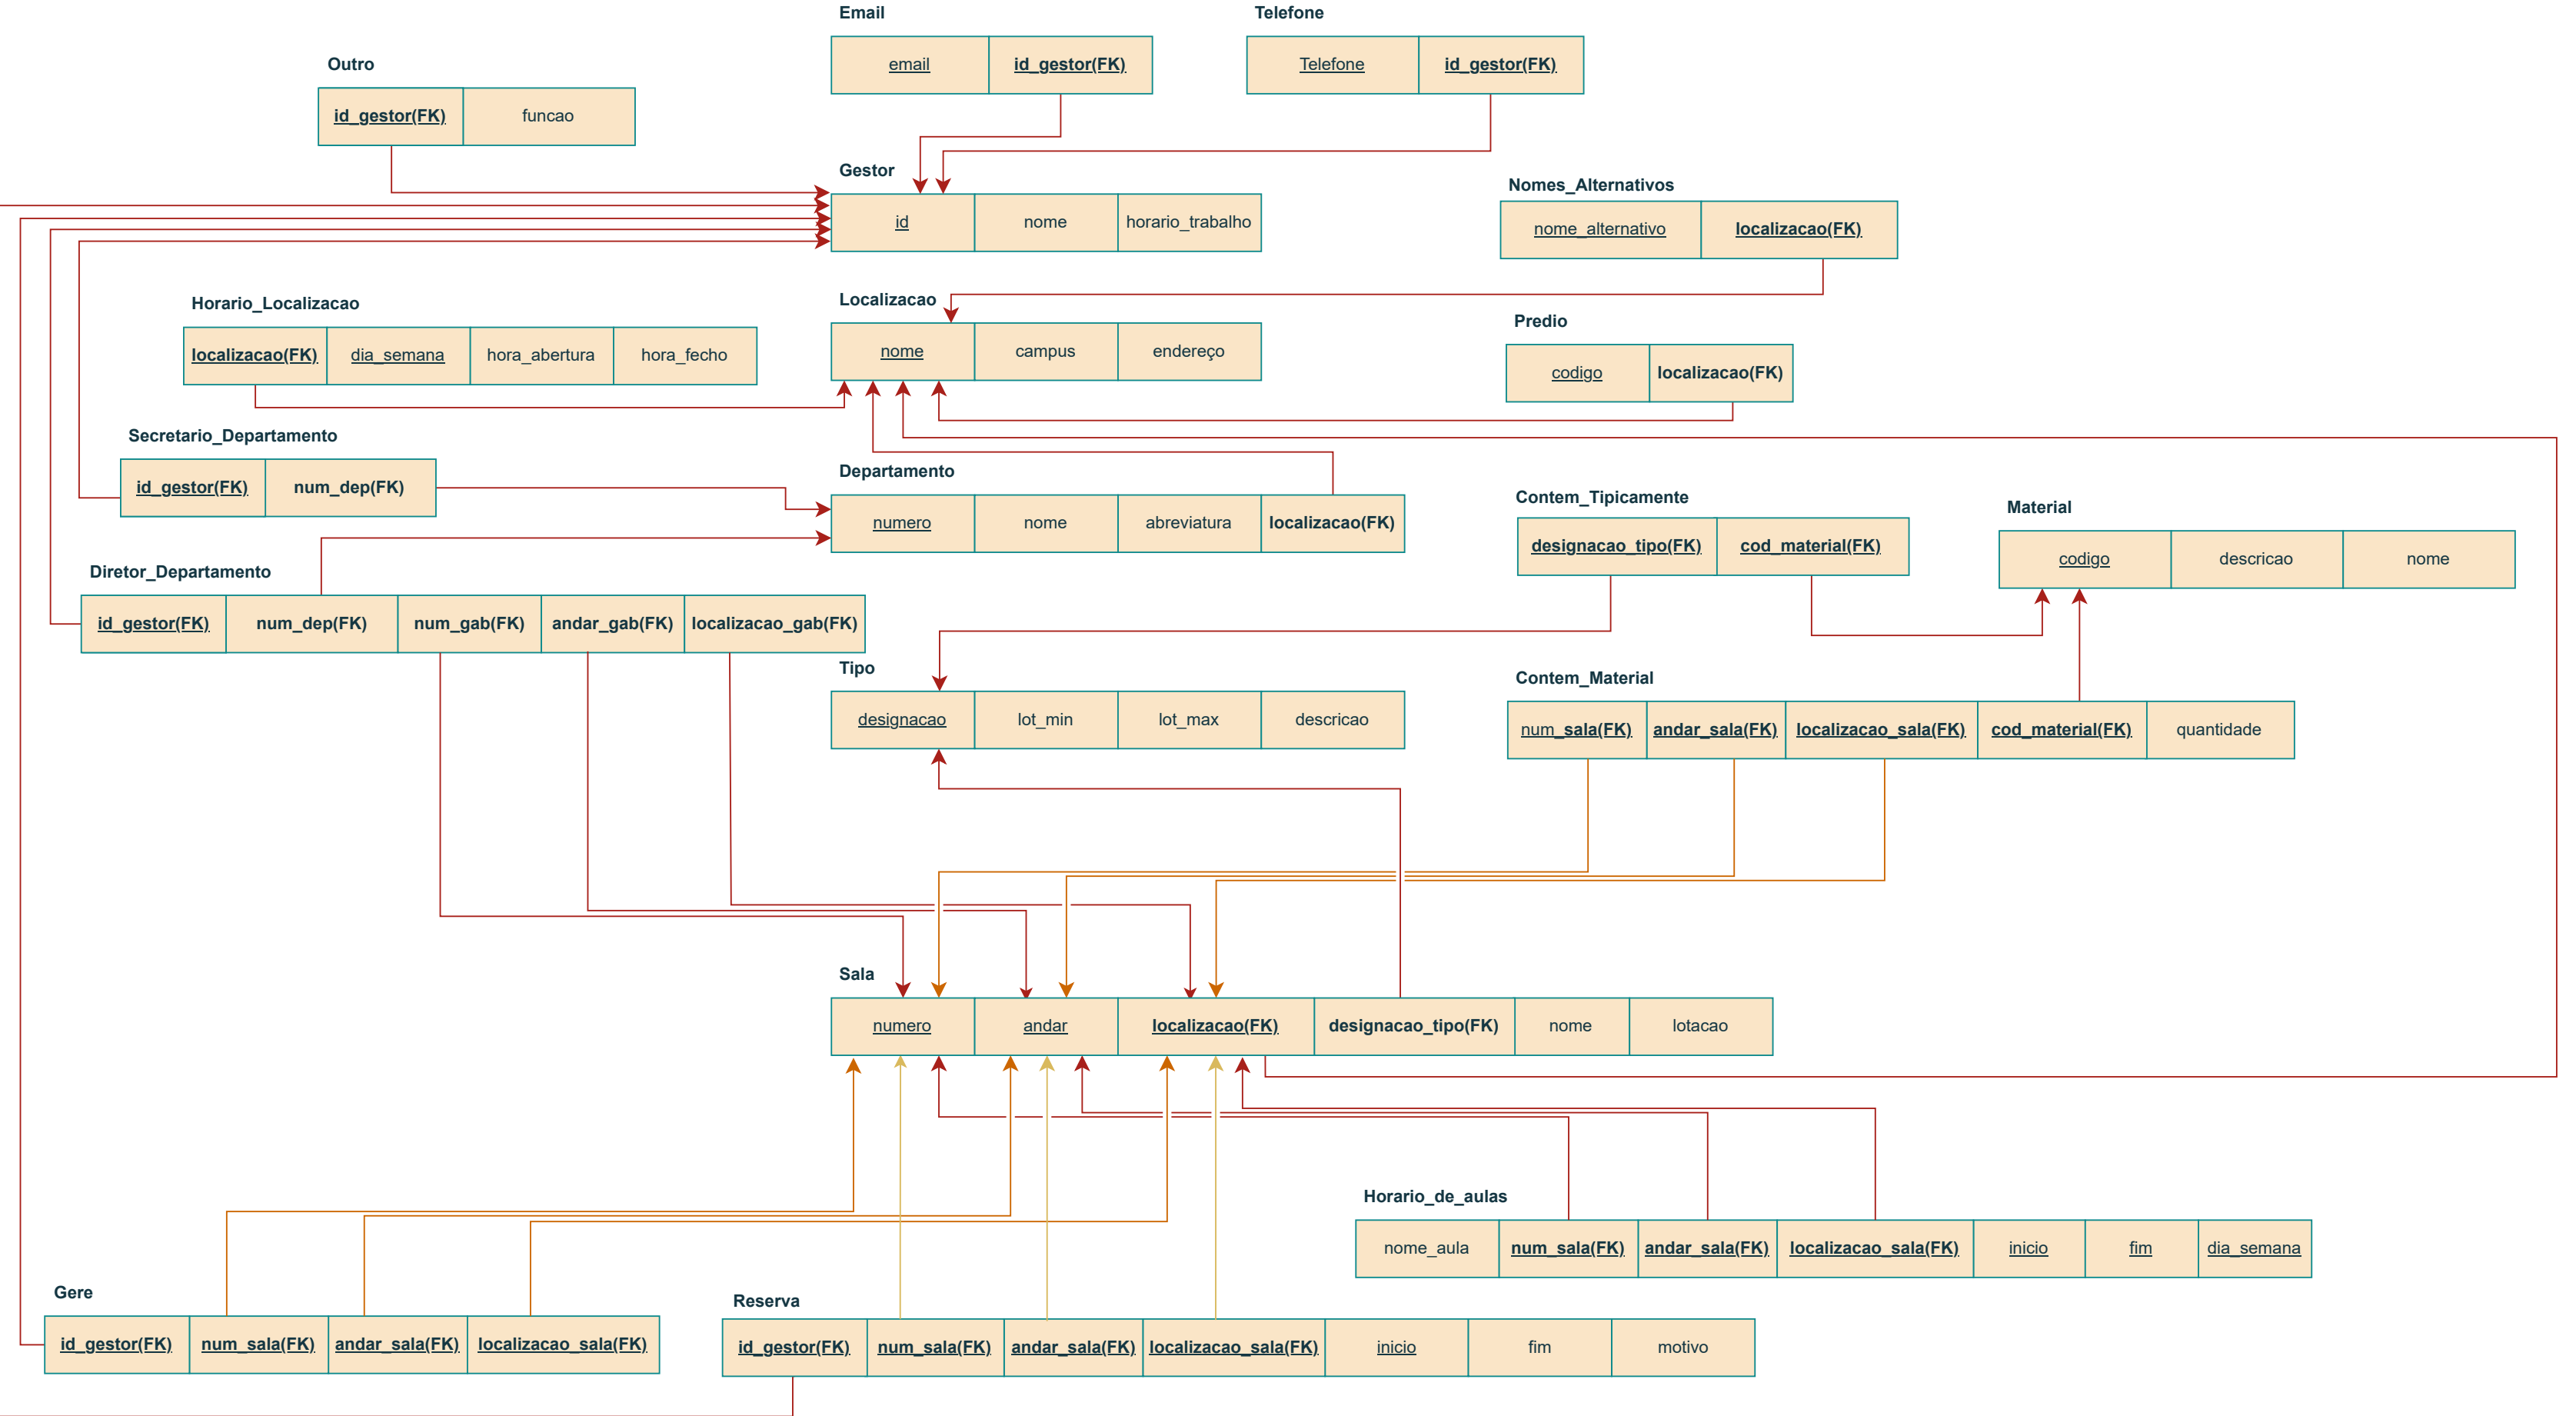 Email
email id_gestor(FK)
Telefone
Telefone id_gestor(FK)
Outro
id_gestor(FK) funcao
Gestor
id nome horario_trabalho
Nomes_Alternativos
nome_alternativo localizacao(FK)
Horario_Localizacao
localizacao(FK) dia_semana hora_abertura hora_fecho
Localizacao
nome campus endereço
Predio
codigo localizacao(FK)
Secretario_Departamento
id_gestor(FK) num_dep(FK)
Departamento
numero nome abreviatura localizacao(FK)
Contem_Tipicamente
designacao_tipo(FK) cod_material(FK)
Material
codigo descricao nome
Diretor_Departamento
id_gestor(FK) num_dep(FK) num_gab(FK) andar_gab(FK) localizacao_gab(FK)
Tipo
designacao lot_min lot_max descricao
Contem_Material
num_sala(FK) andar_sala(FK) localizacao_sala(FK) cod_material(FK) quantidade
Sala
numero andar localizacao(FK) designacao_tipo(FK) nome lotacao
Horario_de_aulas
nome_aula num_sala(FK) andar_sala(FK) localizacao_sala(FK) inicio fim dia_semana
Gere
id_gestor(FK) num_sala(FK) andar_sala(FK) localizacao_sala(FK)
Reserva
id_gestor(FK) num_sala(FK) andar_sala(FK) localizacao_sala(FK) inicio fim motivo